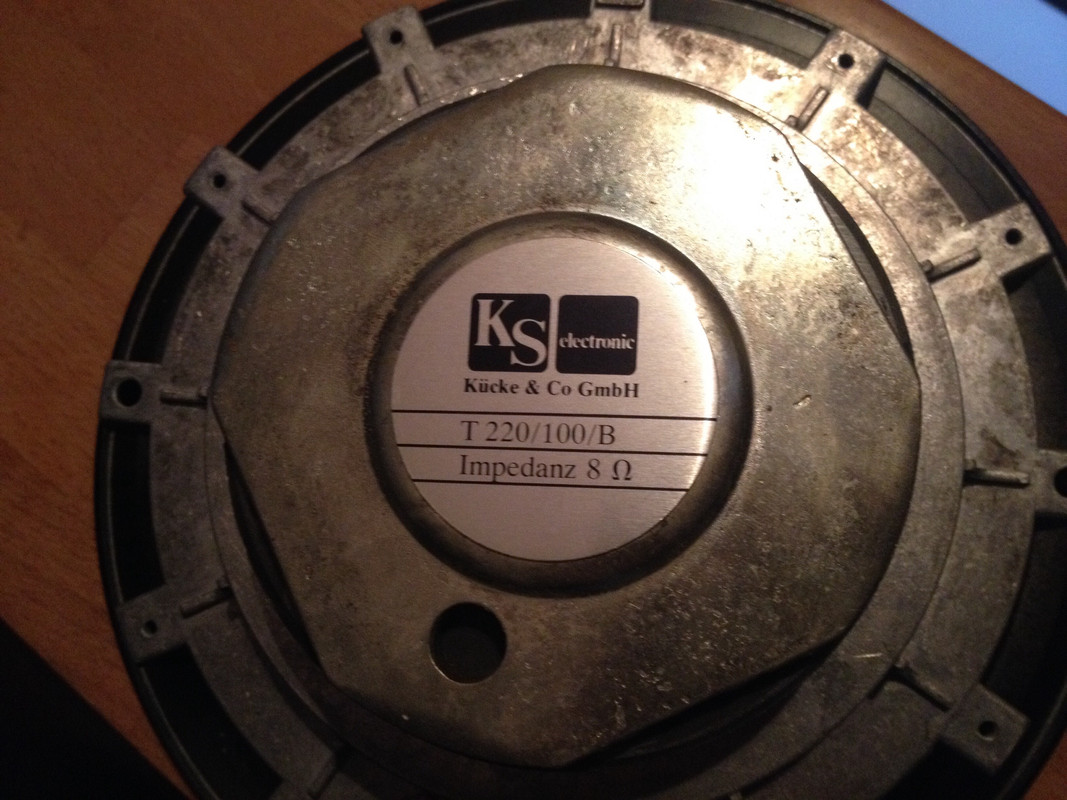 KS electronic
Kücke & Co GmbH
T 220/100/B
Impedanz 8 Ω